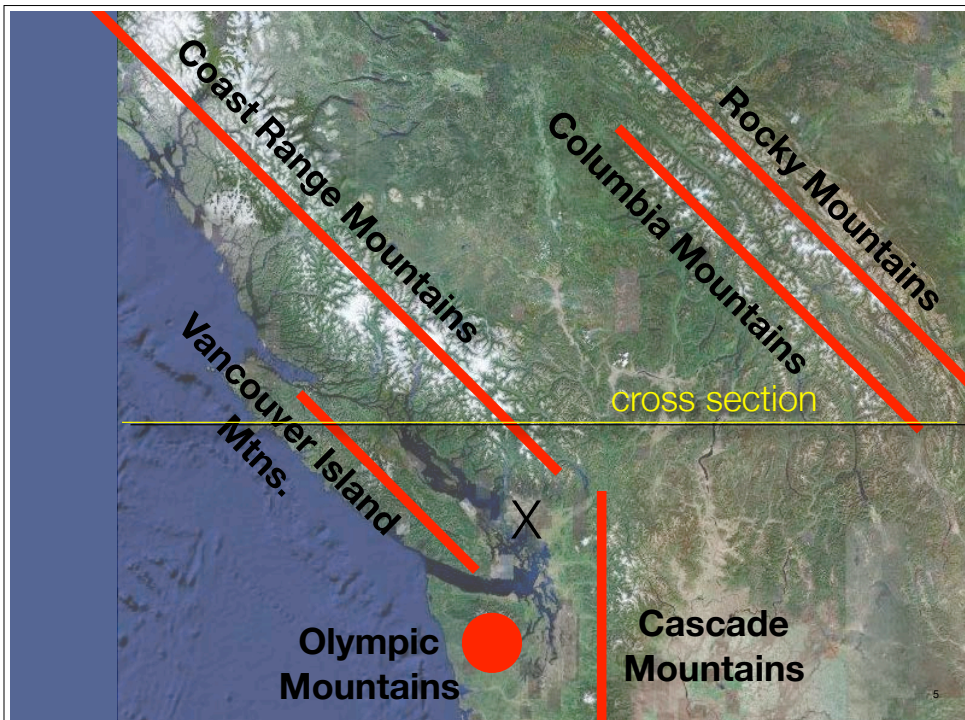 Coast Range Mountains
Rocky Mountains
Columbia Mountains
Vancouver Island
Mtns.
cross section
X
Olympic
Mountains
Cascade
Mountains
5